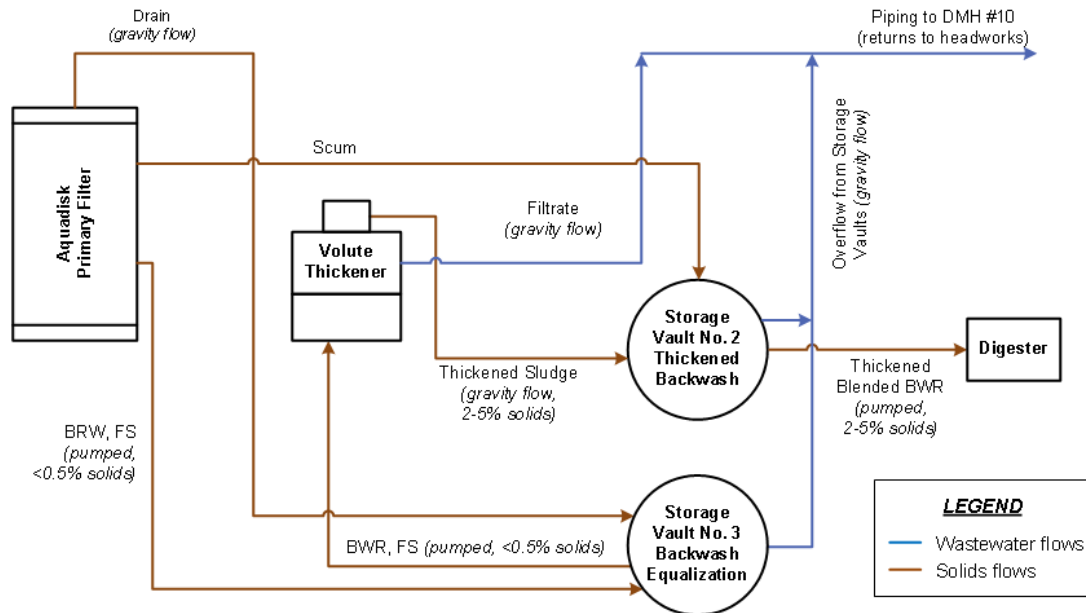 Drain
(gravity flow)
Piping to DMH #10
(returns to headworks)
Aquadisk
Primary Filter
Scum
Filtrate
(gravity flow)
Overflow from Storage
Vaults (gravity flow)
Volute
Thickener
Storage
Vault No. 2
Thickened
Backwash
Digester
Thickened Sludge
(gravity flow,
2-5% solids)
Thickened
Blended BWR
(pumped,
2-5% solids)
BRW, FS
(pumped,
<0.5% solids)
BWR, FS (pumped, <0.5% solids)
Storage
Vault No. 3
Backwash
Equalization
LEGEND
Wastewater flows
Solids flows